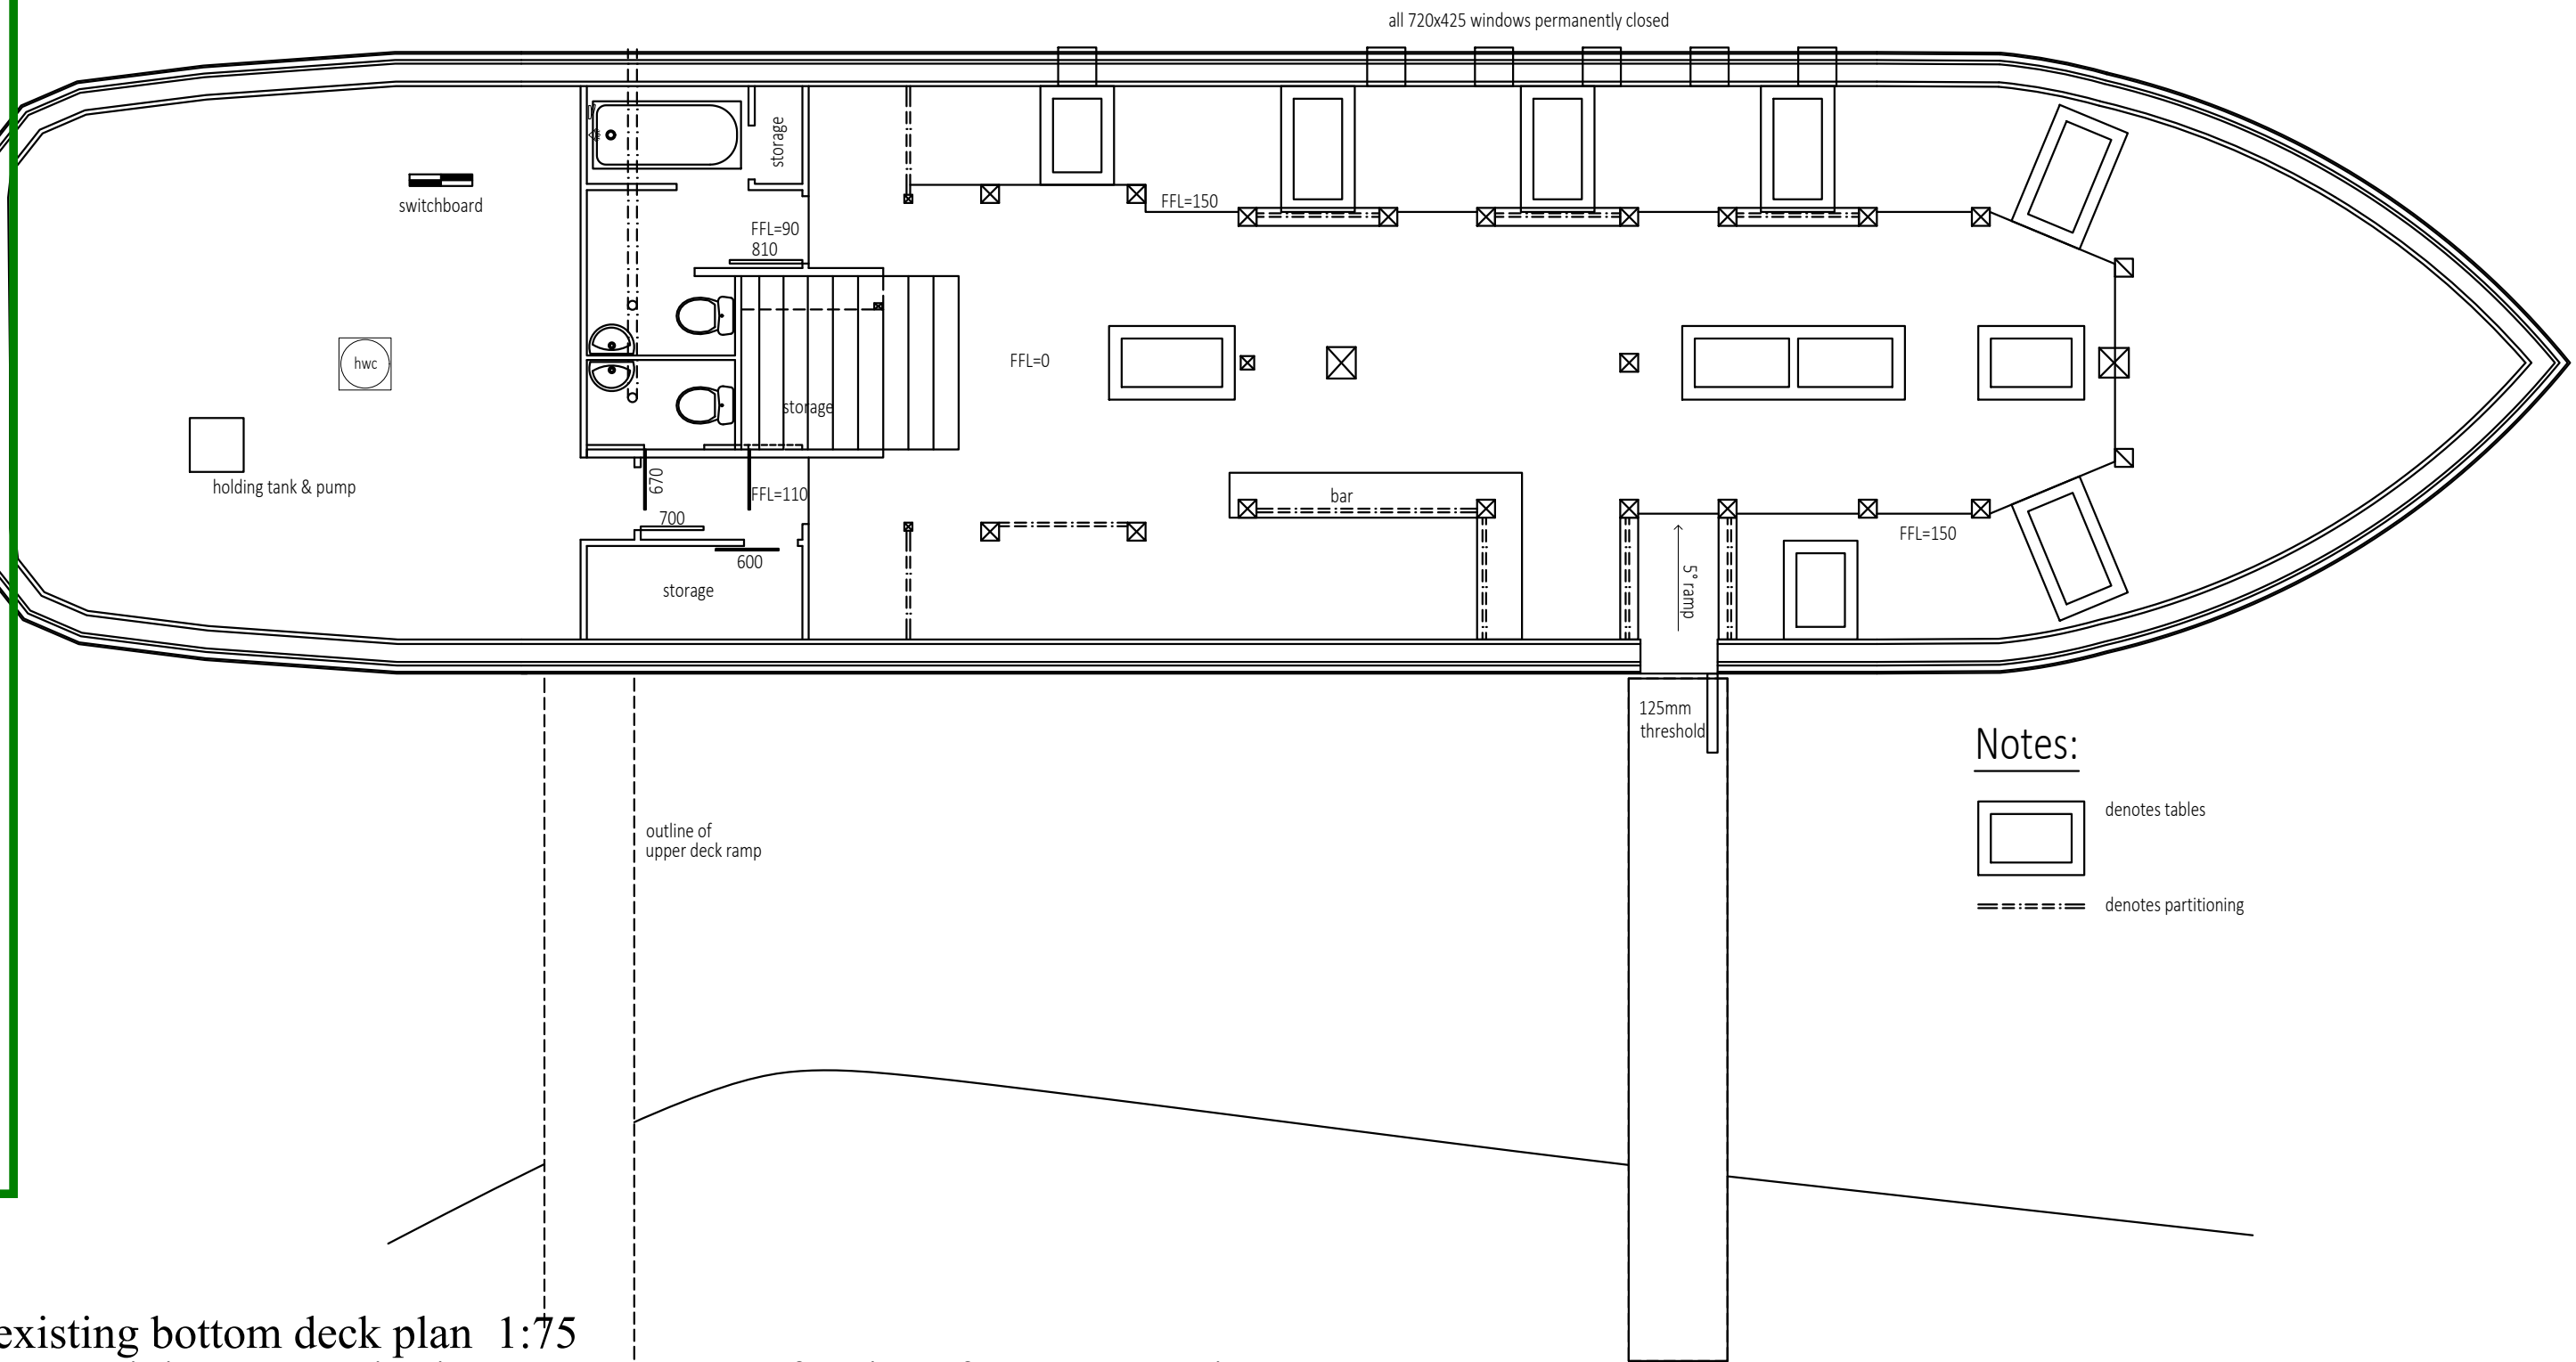 all 720x425 windows permanently closed
storage
switchboard
FFL=150
FFL=90
810
hwc
FFL=0
storage
holding tank & pump
670
FFL=110
bar
700
FFL=150
600
5° ramp
storage
125mm
threshold
Notes:
denotes tables
outline of
upper deck ramp
denotes partitioning
existing bottom deck plan 1:75